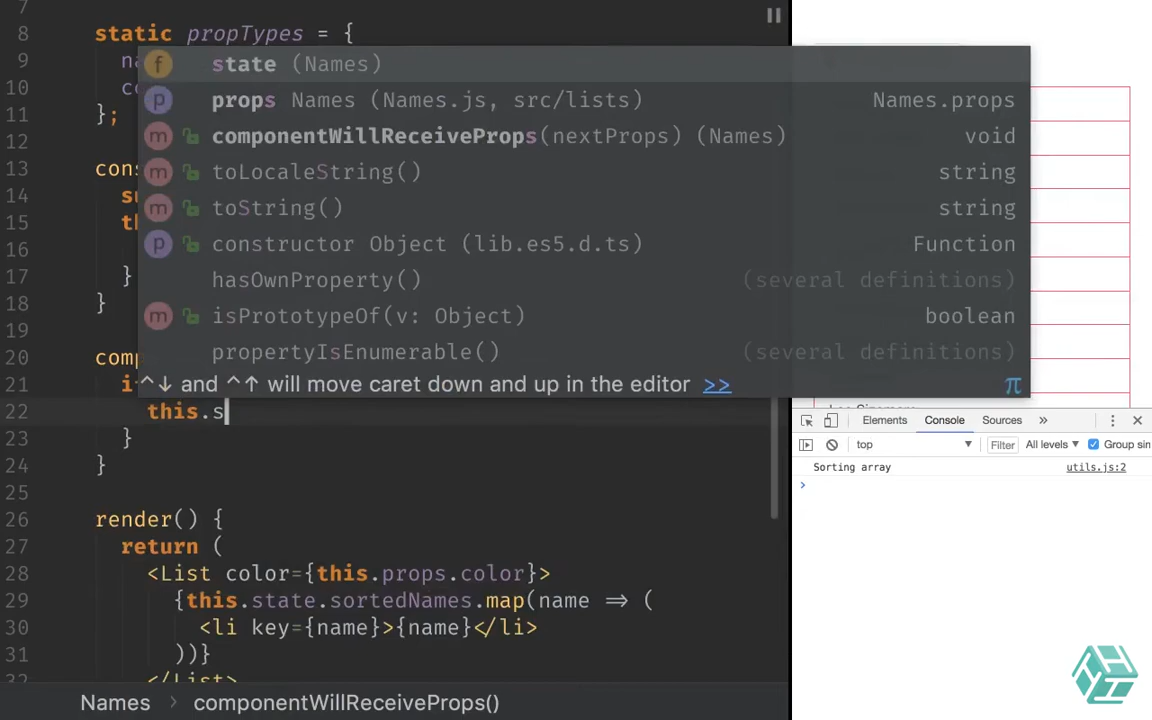 7
8 static propTypes = {
9 na
10 co
11 };
12
13 cons
14 su
15 th
16
17 }
18 }
19
20 comp
21 i
22 this.s
23 }
24 }
25
26 render() {
27 return (
28 <List color={this.props.color}>
29 {this.state.sortedNames.map(name => (
30 <li key={name}>{name}</li>
31 ))}
32 </List>
f state (Names)
p props Names (Names.js, src/lists) Names.props
m componentWillReceiveProps(nextProps) (Names) void
m toLocaleString() string
m toString() string
p constructor Object (lib.es5.d.ts) Function
hasOwnProperty() (several definitions)
m isPrototypeOf(v: Object) boolean
propertyIsEnumerable() (several definitions)
^↓ and ^↑ will move caret down and up in the editor >> π
Names > componentWillReceiveProps()
Elements Console Sources »
top Filter All levels Group sim
Sorting array utils.js:2
>